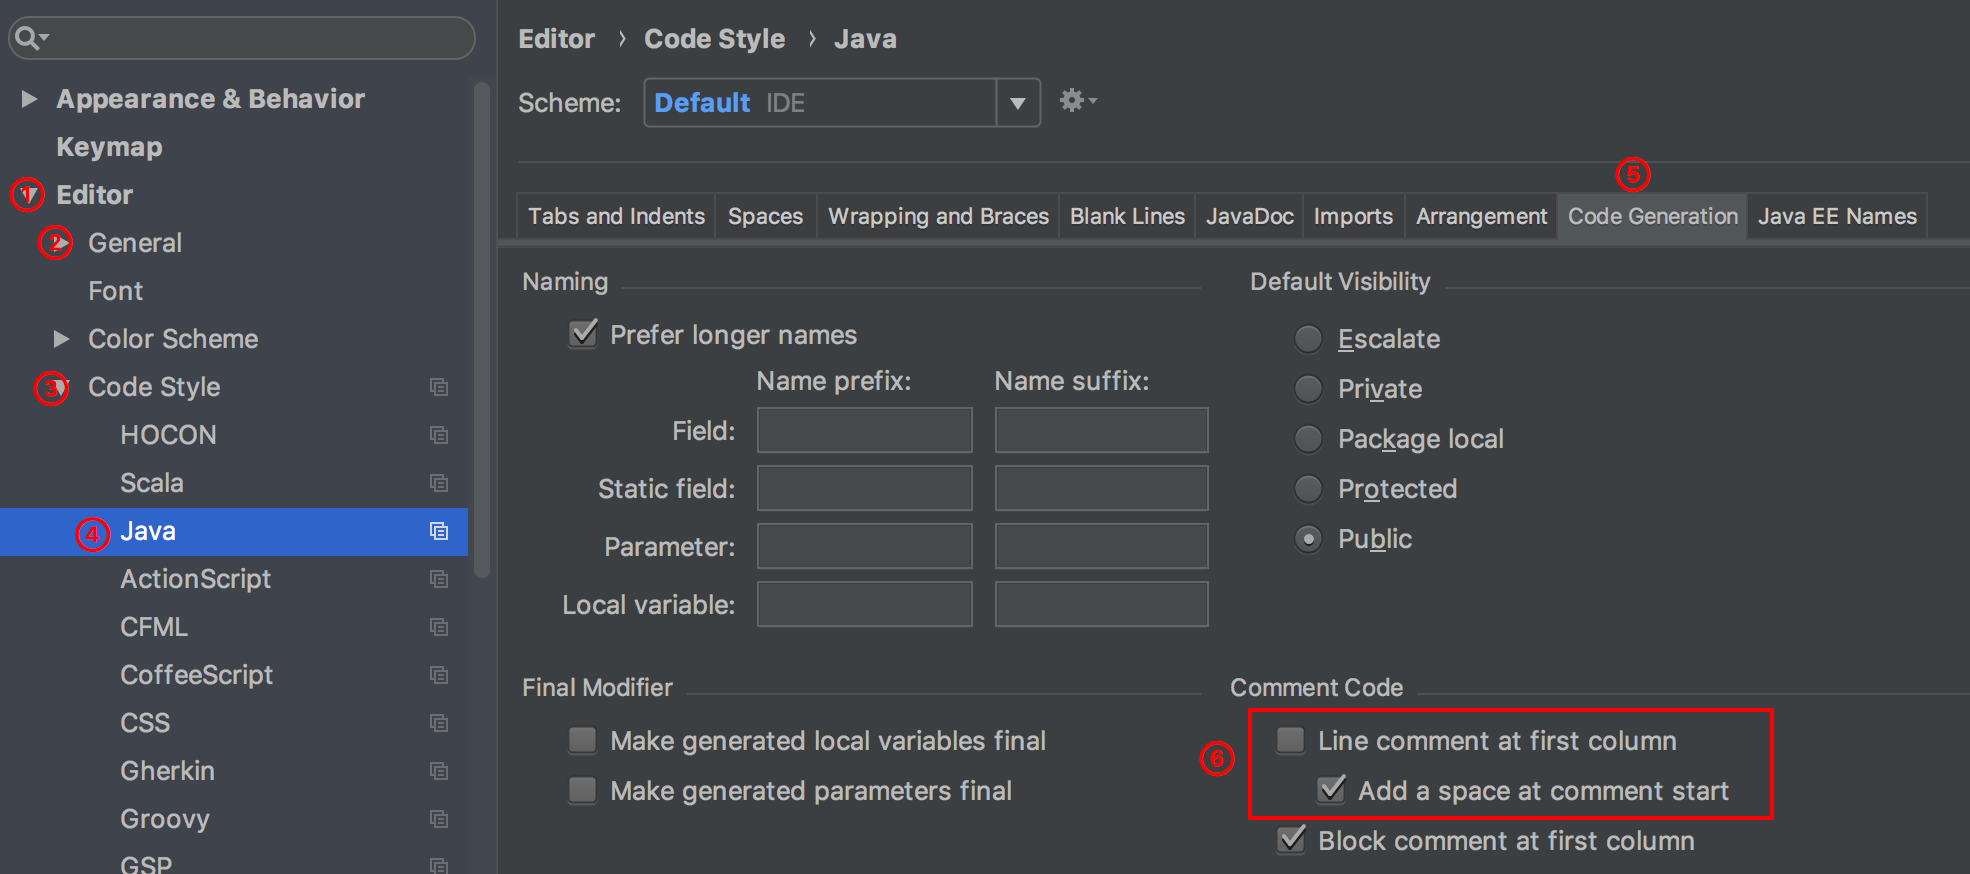 Appearance & Behavior
Keymap
① Editor
② General
Font
Color Scheme
③ Code Style
HOCON
Scala
④ Java
ActionScript
CFML
CoffeeScript
CSS
Gherkin
Groovy
GSP
Editor › Code Style › Java
Scheme: Default IDE
⑤
Tabs and Indents Spaces Wrapping and Braces Blank Lines JavaDoc Imports Arrangement Code Generation Java EE Names
Naming
Prefer longer names
Name prefix: Name suffix:
Field:
Static field:
Parameter:
Local variable:
Default Visibility
Escalate
Private
Package local
Protected
Public
Final Modifier
Make generated local variables final
Make generated parameters final
Comment Code
⑥ Line comment at first column
Add a space at comment start
Block comment at first column